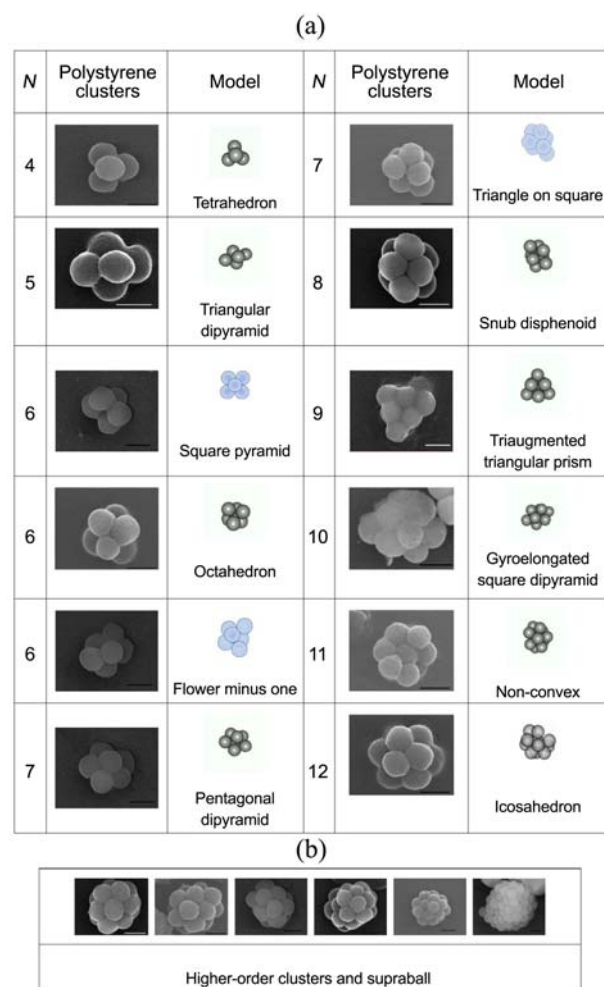 (a)
N Polystyrene clusters Model N Polystyrene clusters Model
4 Tetrahedron 7 Triangle on square
5 Triangular dipyramid 8 Snub disphenoid
6 Square pyramid 9 Triaugmented triangular prism
6 Octahedron 10 Gyroelongated square dipyramid
6 Flower minus one 11 Non-convex
7 Pentagonal dipyramid 12 Icosahedron
(b)
Higher-order clusters and supraball